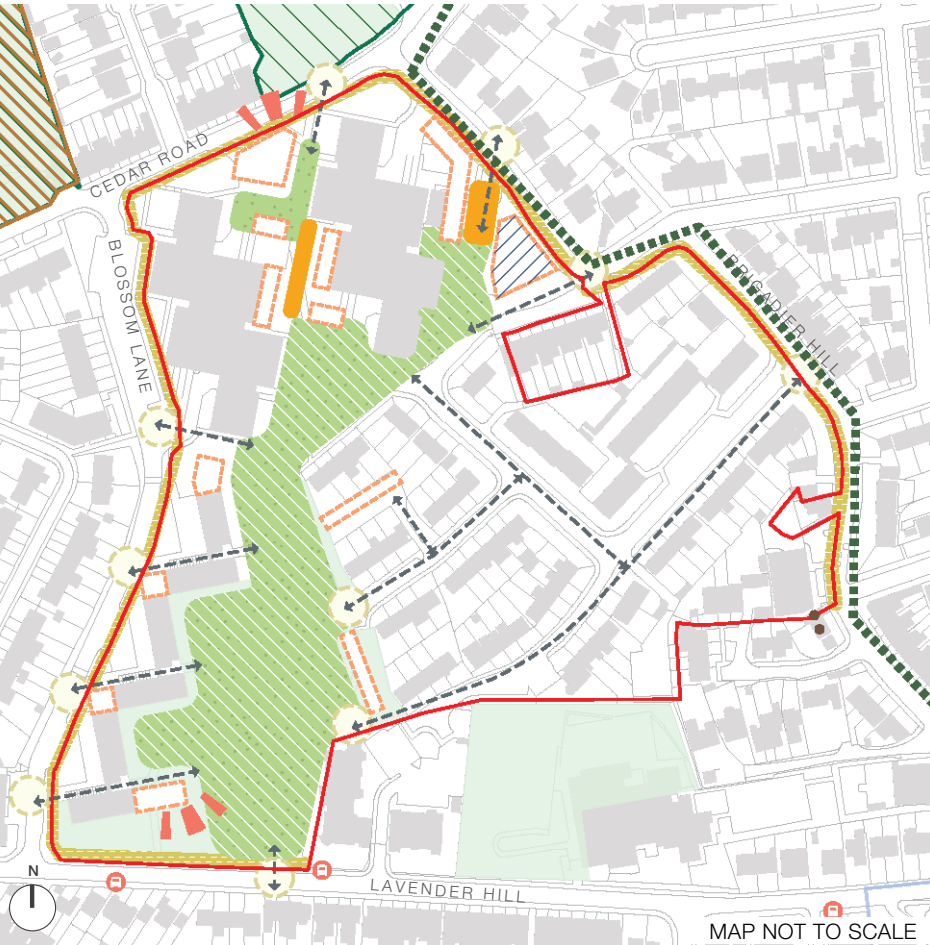 CEDAR ROAD
BLOSSOM LANE
BRIGADIER HILL
N
LAVENDER HILL
MAP NOT TO SCALE